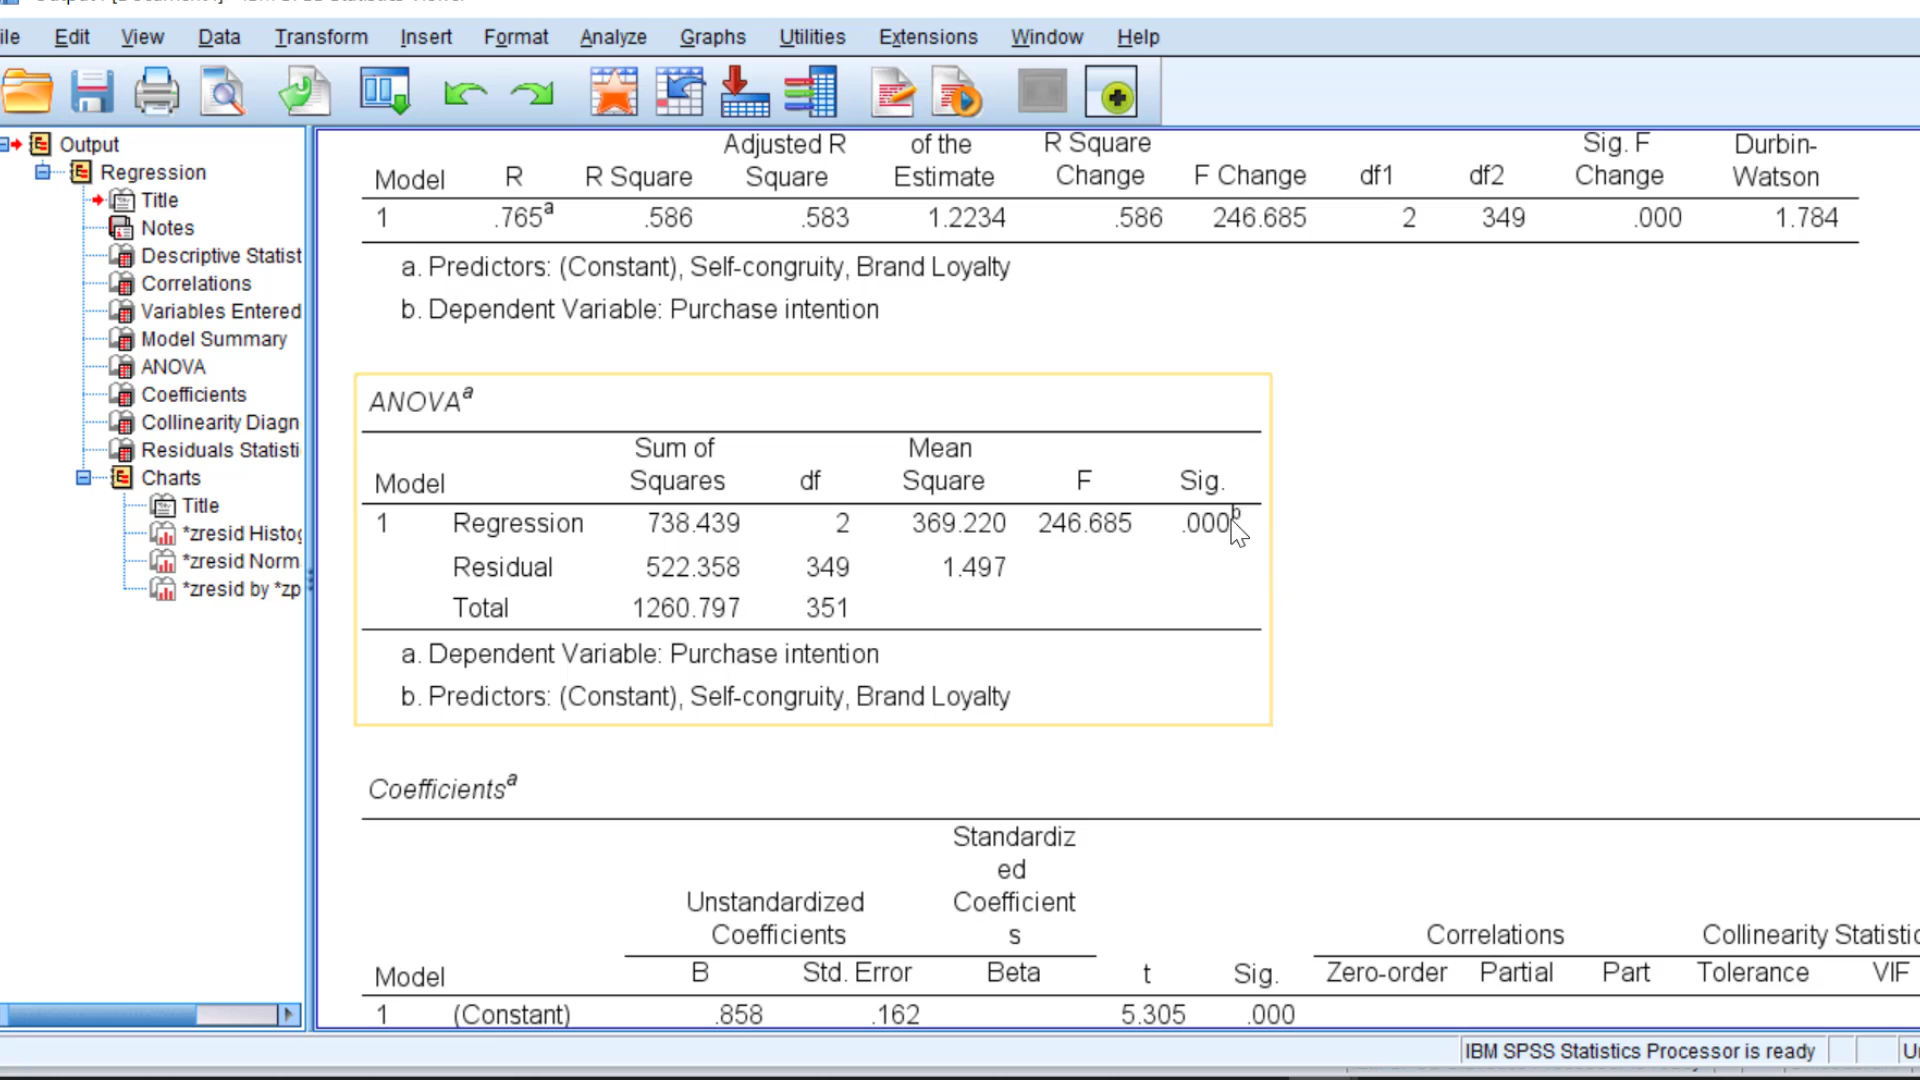 ile Edit View Data Transform Insert Format Analyze Graphs Utilities Extensions Window Help
Output
Regression
Title
Notes
Descriptive Statist
Correlations
Variables Entered
Model Summary
ANOVA
Coefficients
Collinearity Diagn
Residuals Statisti
Charts
Title
*zresid Histog
*zresid Norm
*zresid by *zp
Adjusted R of the R Square Sig. F Durbin-
Model R R Square Square Estimate Change F Change df1 df2 Change Watson
1 .765a .586 .583 1.2234 .586 246.685 2 349 .000 1.784
a. Predictors: (Constant), Self-congruity, Brand Loyalty
b. Dependent Variable: Purchase intention
ANOVAa
Sum of Mean
Model Squares df Square F Sig.
1 Regression 738.439 2 369.220 246.685 .000b
Residual 522.358 349 1.497
Total 1260.797 351
a. Dependent Variable: Purchase intention
b. Predictors: (Constant), Self-congruity, Brand Loyalty
Coefficientsa
Standardiz
ed
Unstandardized Coefficient
Coefficients s Correlations Collinearity Statistic
Model B Std. Error Beta t Sig. Zero-order Partial Part Tolerance VIF
1 (Constant) .858 .162 5.305 .000
IBM SPSS Statistics Processor is ready